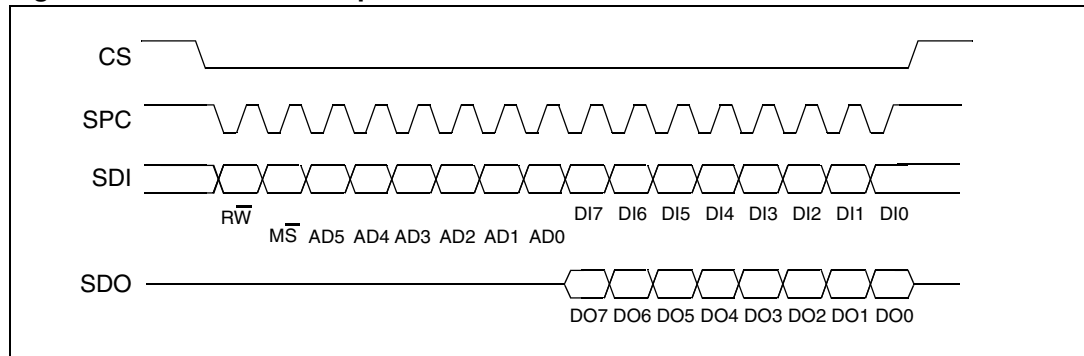 CS
SPC
SDI
RW̅
DI7 DI6 DI5 DI4 DI3 DI2 DI1 DI0
MS̅ AD5 AD4 AD3 AD2 AD1 AD0
SDO
DO7 DO6 DO5 DO4 DO3 DO2 DO1 DO0